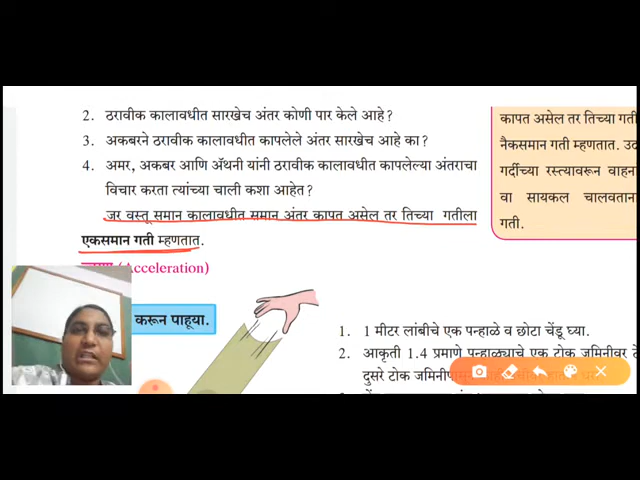 2. ठरावीक कालावधीत सारखेच अंतर कोणी पार केले आहे?
3. अकबरने ठरावीक कालावधीत कापलेले अंतर सारखेच आहे का?
4. अमर, अकबर आणि ॲथनी यांनी ठरावीक कालावधीत कापलेल्या अंतराचा
विचार करता त्यांच्या चाली कशा आहेत?
जर वस्तू समान कालावधीत समान अंतर कापत असेल तर तिच्या गतीला
एकसमान गती म्हणतात.
(Acceleration)
करून पाहूया.
कापत असेल तर तिच्या गती
नैकसमान गती म्हणतात. उदा
गर्दीच्या रस्त्यावरून वाहन
वा सायकल चालवताना
गती.
1. 1 मीटर लांबीचे एक पन्हाळे व छोटा चेंडू घ्या.
2. आकृती 1.4 प्रमाणे पन्हाळ्याचे एक टोक जमिनीवर
दुसरे टोक